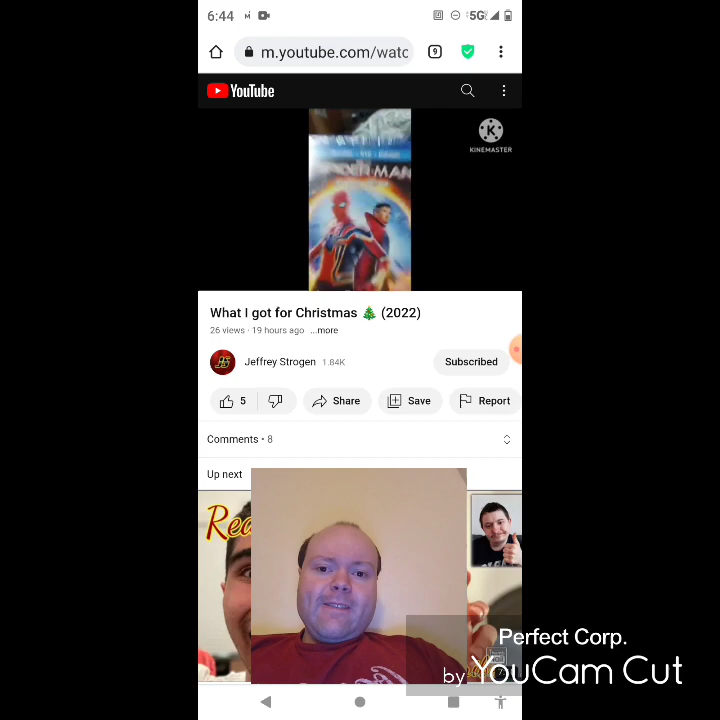 6:44 5G
m.youtube.com/watc 9
YouTube
K
KINEMASTER
What I got for Christmas 🎄 (2022)
26 views · 19 hours ago ...more
JS Jeffrey Strogen 1.84K Subscribed
5 Share Save Report
Comments • 8
Up next
Perfect Corp.
by YouCam Cut